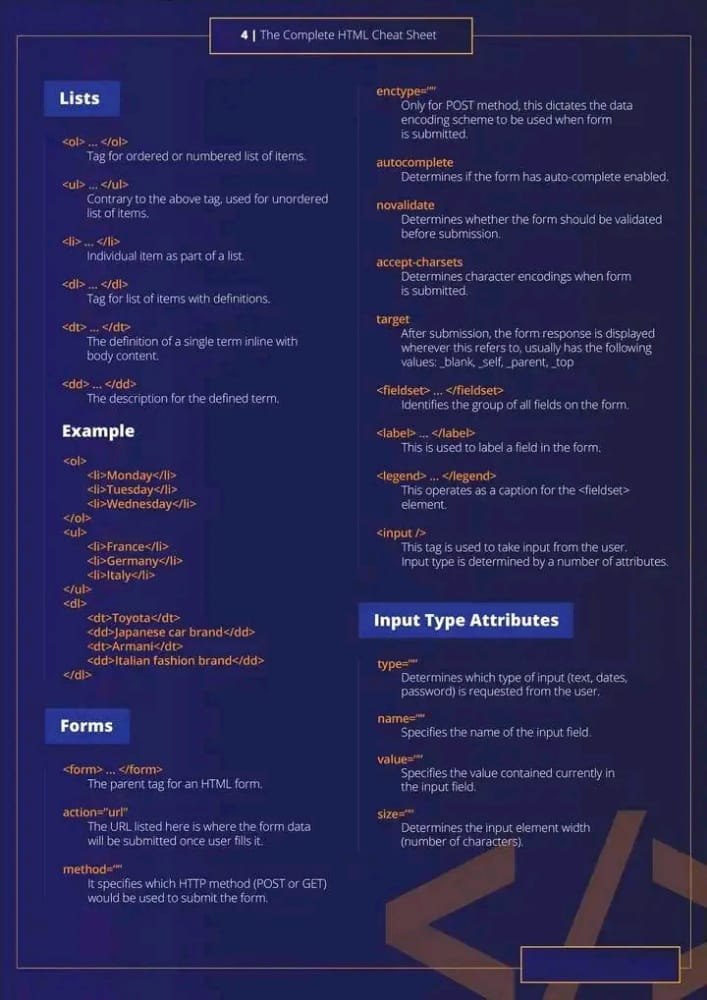 4 | The Complete HTML Cheat Sheet
Lists
<ol> ... </ol>
Tag for ordered or numbered list of items.
<ul> ... </ul>
Contrary to the above tag, used for unordered
list of items.
<li> ... </li>
Individual item as part of a list.
<dl> ... </dl>
Tag for list of items with definitions.
<dt> ... </dt>
The definition of a single term inline with
body content.
<dd> ... </dd>
The description for the defined term.
Example
<ol>
<li>Monday</li>
<li>Tuesday</li>
<li>Wednesday</li>
</ol>
<ul>
<li>France</li>
<li>Germany</li>
<li>Italy</li>
</ul>
<dl>
<dt>Toyota</dt>
<dd>Japanese car brand</dd>
<dt>Armani</dt>
<dd>Italian fashion brand</dd>
</dl>
Forms
<form> ... </form>
The parent tag for an HTML form.
action="url"
The URL listed here is where the form data
will be submitted once user fills it.
method=""
It specifies which HTTP method (POST or GET)
would be used to submit the form.
enctype=""
Only for POST method, this dictates the data
encoding scheme to be used when form
is submitted.
autocomplete
Determines if the form has auto-complete enabled.
novalidate
Determines whether the form should be validated
before submission.
accept-charsets
Determines character encodings when form
is submitted.
target
After submission, the form response is displayed
wherever this refers to, usually has the following
values: _blank, _self, _parent, _top
<fieldset> ... </fieldset>
Identifies the group of all fields on the form.
<label> ... </label>
This is used to label a field in the form.
<legend> ... </legend>
This operates as a caption for the <fieldset>
element.
<input />
This tag is used to take input from the user.
Input type is determined by a number of attributes.
Input Type Attributes
type=""
Determines which type of input (text, dates,
password) is requested from the user.
name=""
Specifies the name of the input field.
value=""
Specifies the value contained currently in
the input field.
size=""
Determines the input element width
(number of characters).